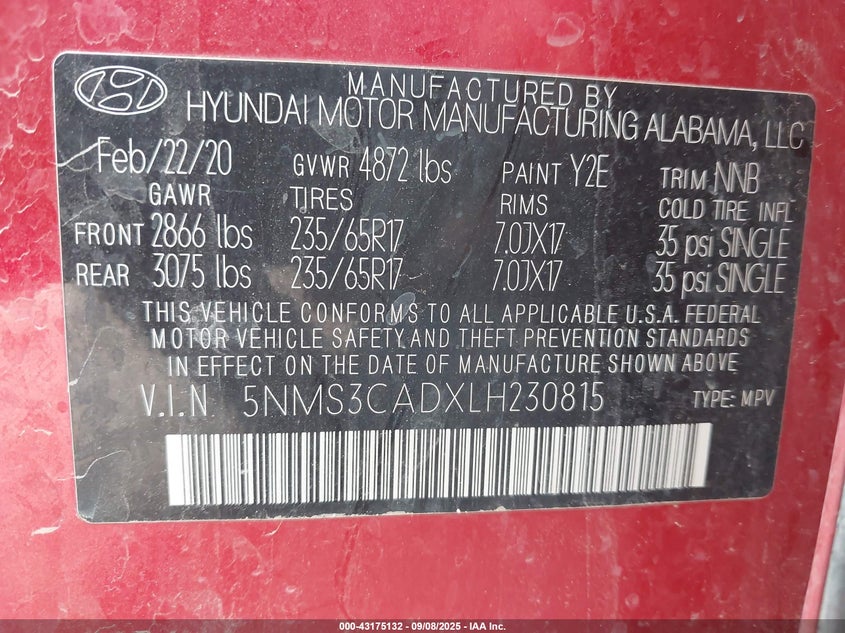 MANUFACTURED BY
HYUNDAI MOTOR MANUFACTURING ALABAMA, LLC
Feb/22/20 GVWR 4872 lbs PAINT Y2E TRIM NNB
GAWR TIRES RIMS COLD TIRE INFL
FRONT 2866 lbs 235/65R17 7.0JX17 35 psi SINGLE
REAR 3075 lbs 235/65R17 7.0JX17 35 psi SINGLE
THIS VEHICLE CONFORMS TO ALL APPLICABLE U.S.A. FEDERAL
MOTOR VEHICLE SAFETY AND THEFT PREVENTION STANDARDS
IN EFFECT ON THE DATE OF MANUFACTURE SHOWN ABOVE
V.I.N. 5NMS3CADXLH230815 TYPE: MPV
000-43175132 - 09/08/2025 - IAA Inc.